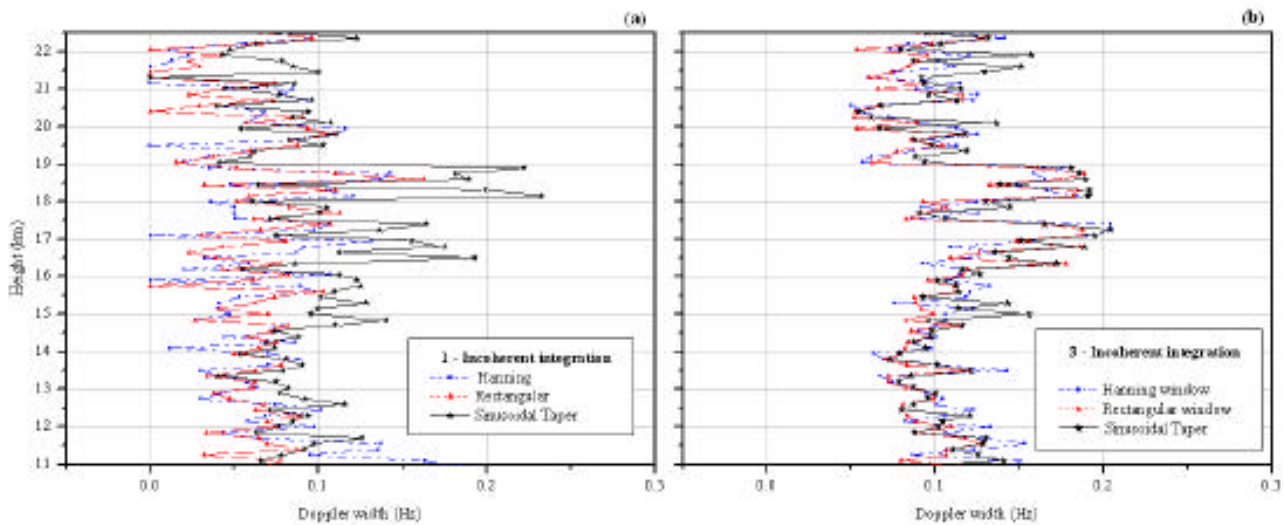 (a)
(b)
Height (km)
22
21
20
19
18
17
16
15
14
13
12
11
1 - Incoherent integration
Hanning
Rectangular
Sinusoidal Taper
3 - Incoherent integration
Hanning window
Rectangular window
Sinusoidal Taper
0.0 0.1 0.2 0.3
0.0 0.1 0.2 0.3
Doppler width (Hz)
Doppler width (Hz)